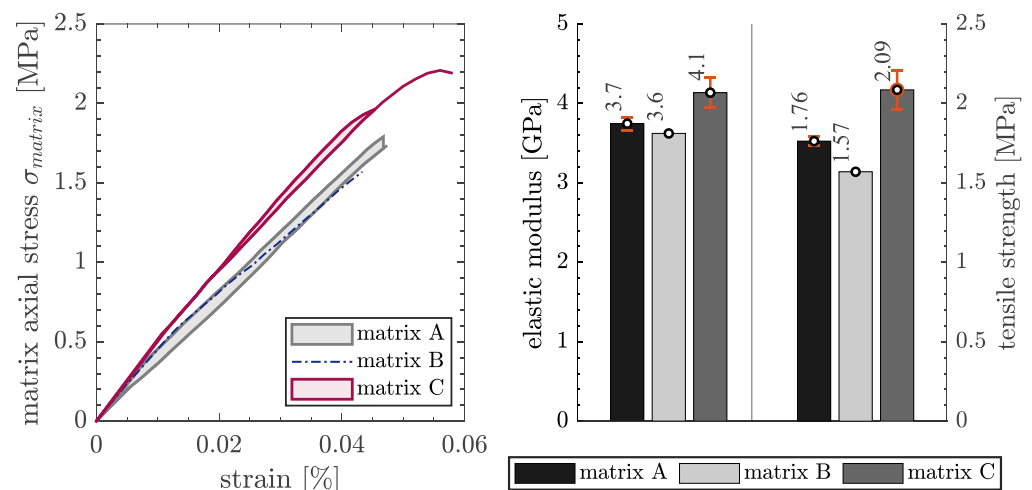 matrix axial stress σmatrix [MPa]
2.5
2
1.5
1
0.5
0
0 0.02 0.04 0.06
strain [%]
matrix A
matrix B
matrix C
elastic modulus [GPa]
5
4
3
2
1
0
3.7
3.6
4.1
1.76
1.57
2.09
2.5
2
1.5
1
0.5
0
tensile strength [MPa]
matrix A matrix B matrix C